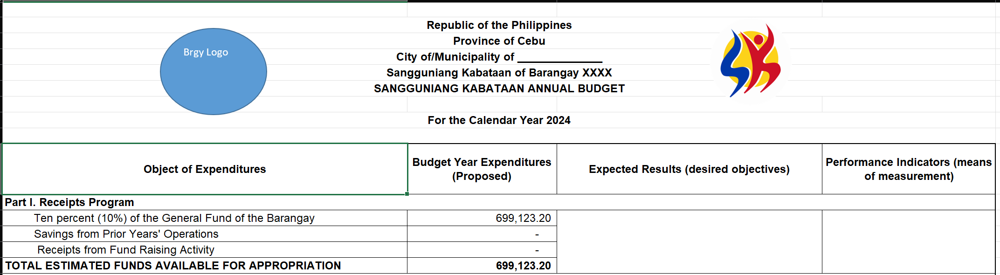 Brgy Logo
Republic of the Philippines
Province of Cebu
City of/Municipality of ______________
Sangguniang Kabataan of Barangay XXXX
SANGGUNIANG KABATAAN ANNUAL BUDGET
For the Calendar Year 2024
Object of Expenditures
Budget Year Expenditures
(Proposed)
Expected Results (desired objectives)
Performance Indicators (means
of measurement)
Part I. Receipts Program
Ten percent (10%) of the General Fund of the Barangay 699,123.20
Savings from Prior Years' Operations -
Receipts from Fund Raising Activity -
TOTAL ESTIMATED FUNDS AVAILABLE FOR APPROPRIATION 699,123.20